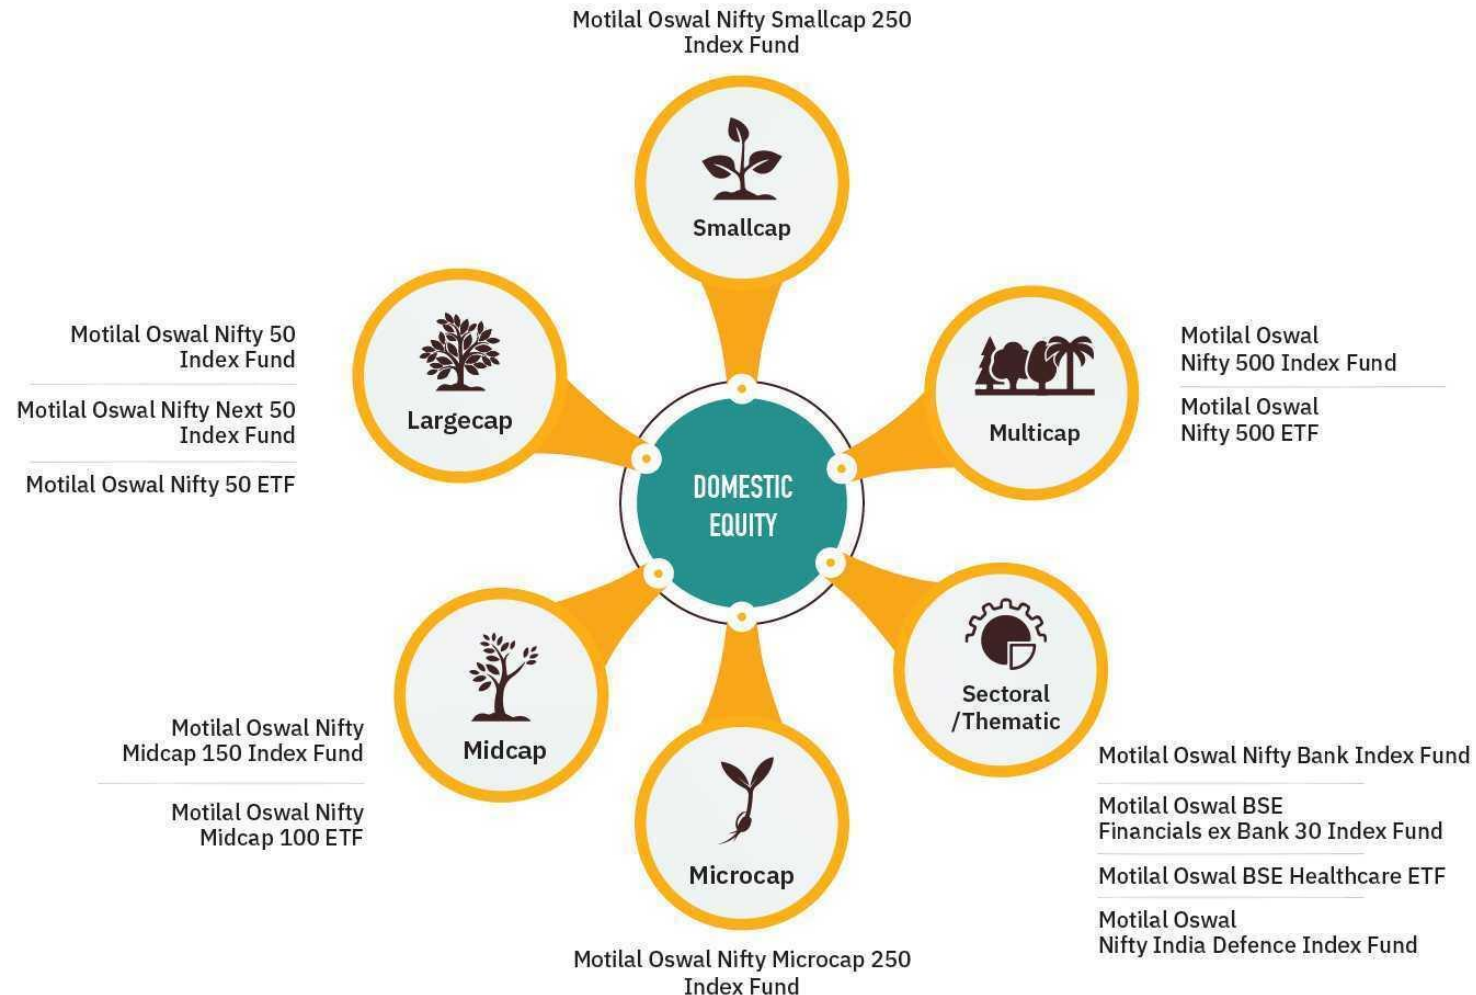 Motilal Oswal Nifty Smallcap 250
Index Fund
Smallcap
Motilal Oswal Nifty 50
Index Fund
Motilal Oswal Nifty Next 50
Index Fund
Motilal Oswal Nifty 50 ETF
Largecap
Multicap
Motilal Oswal
Nifty 500 Index Fund
Motilal Oswal
Nifty 500 ETF
DOMESTIC
EQUITY
Motilal Oswal Nifty
Midcap 150 Index Fund
Motilal Oswal Nifty
Midcap 100 ETF
Midcap
Sectoral
/Thematic
Motilal Oswal Nifty Bank Index Fund
Motilal Oswal BSE
Financials ex Bank 30 Index Fund
Motilal Oswal BSE Healthcare ETF
Motilal Oswal
Nifty India Defence Index Fund
Microcap
Motilal Oswal Nifty Microcap 250
Index Fund